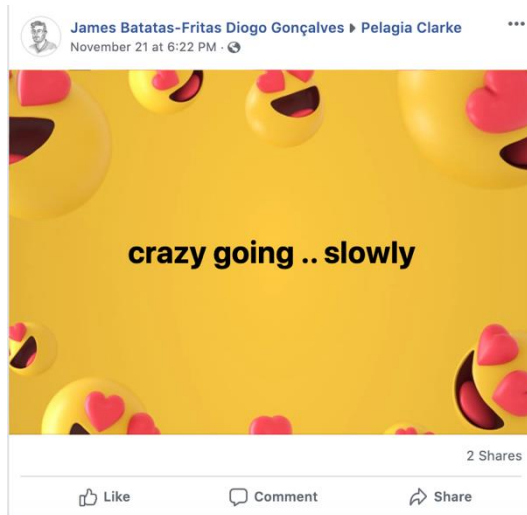 James Batatas-Fritas Diogo Gonçalves ▸ Pelagia Clarke
November 21 at 6:22 PM ·
crazy going .. slowly
2 Shares
Like Comment Share